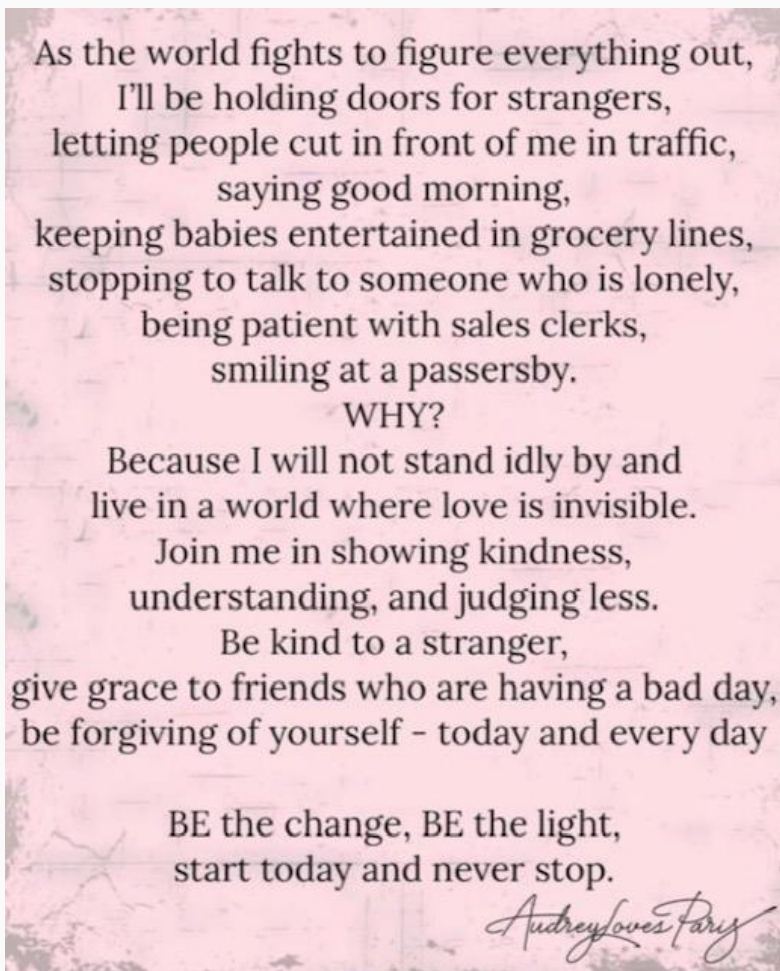 As the world fights to figure everything out,
I’ll be holding doors for strangers,
letting people cut in front of me in traffic,
saying good morning,
keeping babies entertained in grocery lines,
stopping to talk to someone who is lonely,
being patient with sales clerks,
smiling at a passersby.
WHY?
Because I will not stand idly by and
live in a world where love is invisible.
Join me in showing kindness,
understanding, and judging less.
Be kind to a stranger,
give grace to friends who are having a bad day,
be forgiving of yourself - today and every day
BE the change, BE the light,
start today and never stop.
AudreyLovesParis